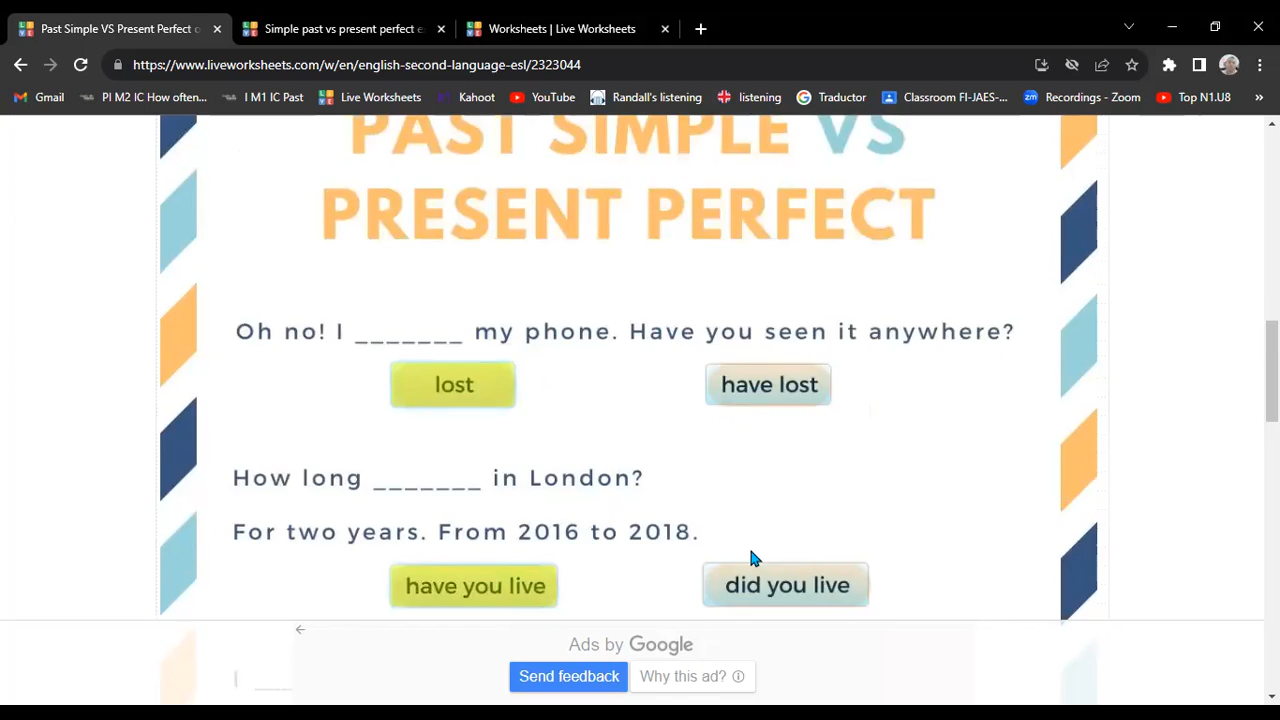 Past Simple VS Present Perfect o
Simple past vs present perfect e
Worksheets | Live Worksheets
https://www.liveworksheets.com/w/en/english-second-language-esl/2323044
Gmail
PI M2 IC How often...
I M1 IC Past
Live Worksheets
Kahoot
YouTube
Randall's listening
listening
Traductor
Classroom FI-JAES-...
Recordings - Zoom
Top N1.U8
»
PAST SIMPLE VS
PRESENT PERFECT
Oh no! I _______ my phone. Have you seen it anywhere?
lost
have lost
How long _______ in London?
For two years. From 2016 to 2018.
have you live
did you live
Ads by Google
Send feedback
Why this ad?
I ___